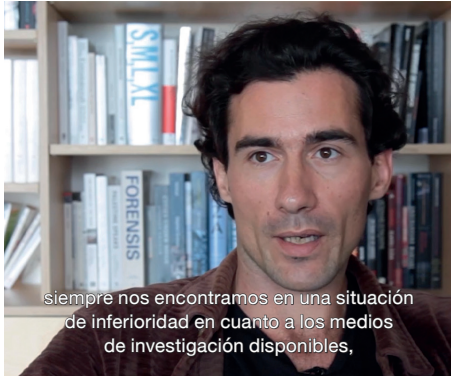 S,M,L,XL
FORENSIS
siempre nos encontramos en una situación
de inferioridad en cuanto a los medios
de investigación disponibles,